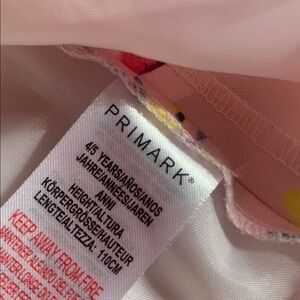 PRIMARK®
4/5 YEARS/AÑOS/ANOS
JAHRE/ANNÉES/JAREN
ANNI
HEIGHT/ALTURA
KÖRPERGRÖSSE/HAUTEUR
LENGTE/ALTEZZA: 110CM
KEEP AWAY FROM FIRE